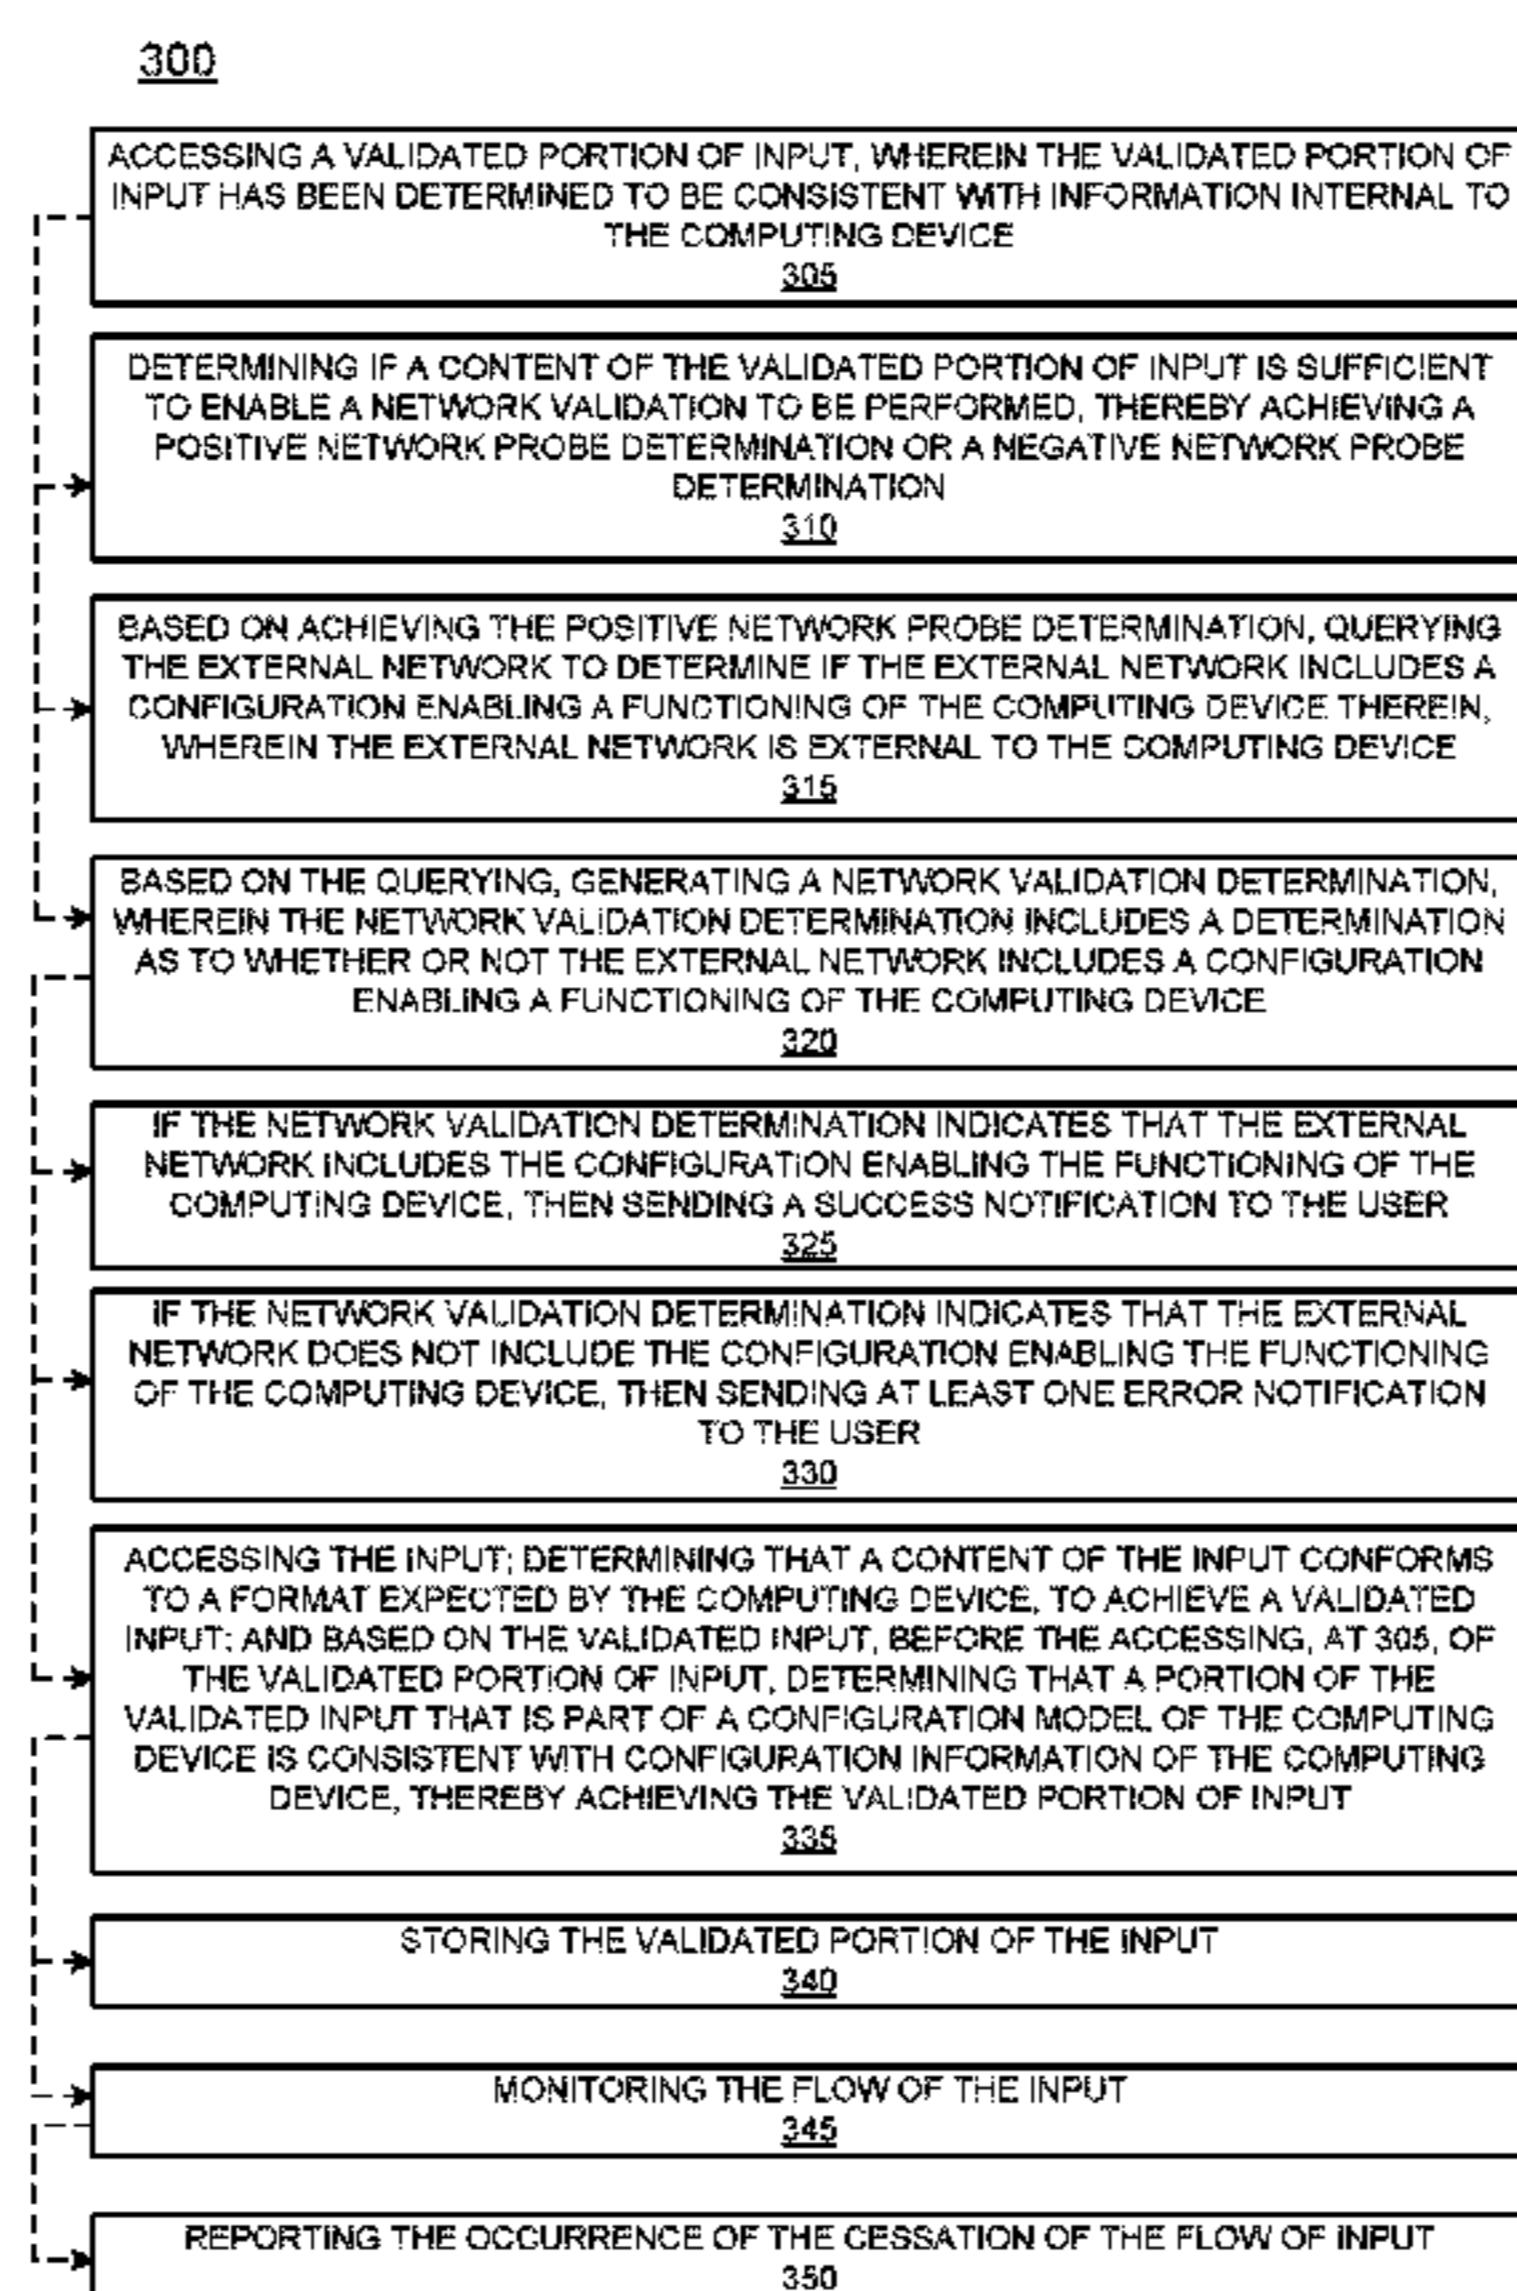 300
ACCESSING A VALIDATED PORTION OF INPUT, WHEREIN THE VALIDATED PORTION OF
INPUT HAS BEEN DETERMINED TO BE CONSISTENT WITH INFORMATION INTERNAL TO
THE COMPUTING DEVICE
305
DETERMINING IF A CONTENT OF THE VALIDATED PORTION OF INPUT IS SUFFICIENT
TO ENABLE A NETWORK VALIDATION TO BE PERFORMED, THEREBY ACHIEVING A
POSITIVE NETWORK PROBE DETERMINATION OR A NEGATIVE NETWORK PROBE
DETERMINATION
310
BASED ON ACHIEVING THE POSITIVE NETWORK PROBE DETERMINATION, QUERYING
THE EXTERNAL NETWORK TO DETERMINE IF THE EXTERNAL NETWORK INCLUDES A
CONFIGURATION ENABLING A FUNCTIONING OF THE COMPUTING DEVICE THEREIN,
WHEREIN THE EXTERNAL NETWORK IS EXTERNAL TO THE COMPUTING DEVICE
315
BASED ON THE QUERYING, GENERATING A NETWORK VALIDATION DETERMINATION,
WHEREIN THE NETWORK VALIDATION DETERMINATION INCLUDES A DETERMINATION
AS TO WHETHER OR NOT THE EXTERNAL NETWORK INCLUDES A CONFIGURATION
ENABLING A FUNCTIONING OF THE COMPUTING DEVICE
320
IF THE NETWORK VALIDATION DETERMINATION INDICATES THAT THE EXTERNAL
NETWORK INCLUDES THE CONFIGURATION ENABLING THE FUNCTIONING OF THE
COMPUTING DEVICE, THEN SENDING A SUCCESS NOTIFICATION TO THE USER
325
IF THE NETWORK VALIDATION DETERMINATION INDICATES THAT THE EXTERNAL
NETWORK DOES NOT INCLUDE THE CONFIGURATION ENABLING THE FUNCTIONING
OF THE COMPUTING DEVICE, THEN SENDING AT LEAST ONE ERROR NOTIFICATION
TO THE USER
330
ACCESSING THE INPUT; DETERMINING THAT A CONTENT OF THE INPUT CONFORMS
TO A FORMAT EXPECTED BY THE COMPUTING DEVICE, TO ACHIEVE A VALIDATED
INPUT; AND BASED ON THE VALIDATED INPUT, BEFORE THE ACCESSING, AT 305, OF
THE VALIDATED PORTION OF INPUT, DETERMINING THAT A PORTION OF THE
VALIDATED INPUT THAT IS PART OF A CONFIGURATION MODEL OF THE COMPUTING
DEVICE IS CONSISTENT WITH CONFIGURATION INFORMATION OF THE COMPUTING
DEVICE, THEREBY ACHIEVING THE VALIDATED PORTION OF INPUT
335
STORING THE VALIDATED PORTION OF THE INPUT
340
MONITORING THE FLOW OF THE INPUT
345
REPORTING THE OCCURRENCE OF THE CESSATION OF THE FLOW OF INPUT
350